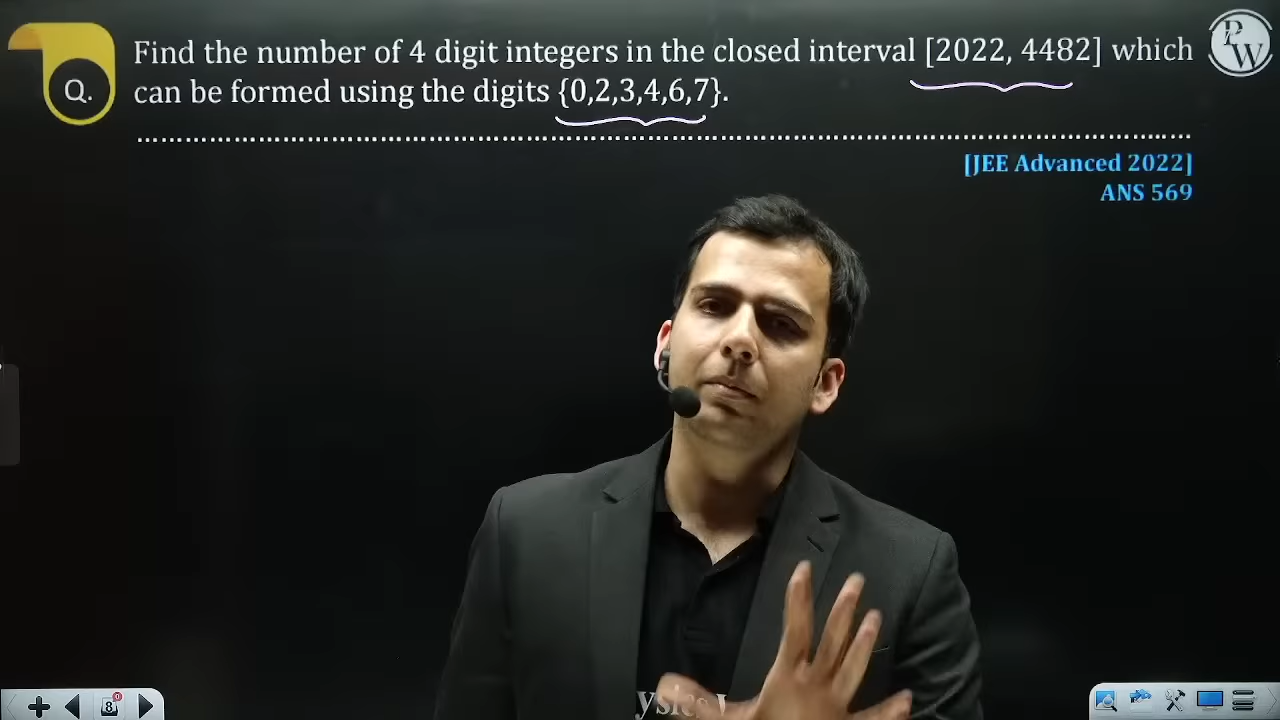 Q.
Find the number of 4 digit integers in the closed interval [2022, 4482] which
can be formed using the digits {0,2,3,4,6,7}.
[JEE Advanced 2022]
ANS 569
P
W
8
0